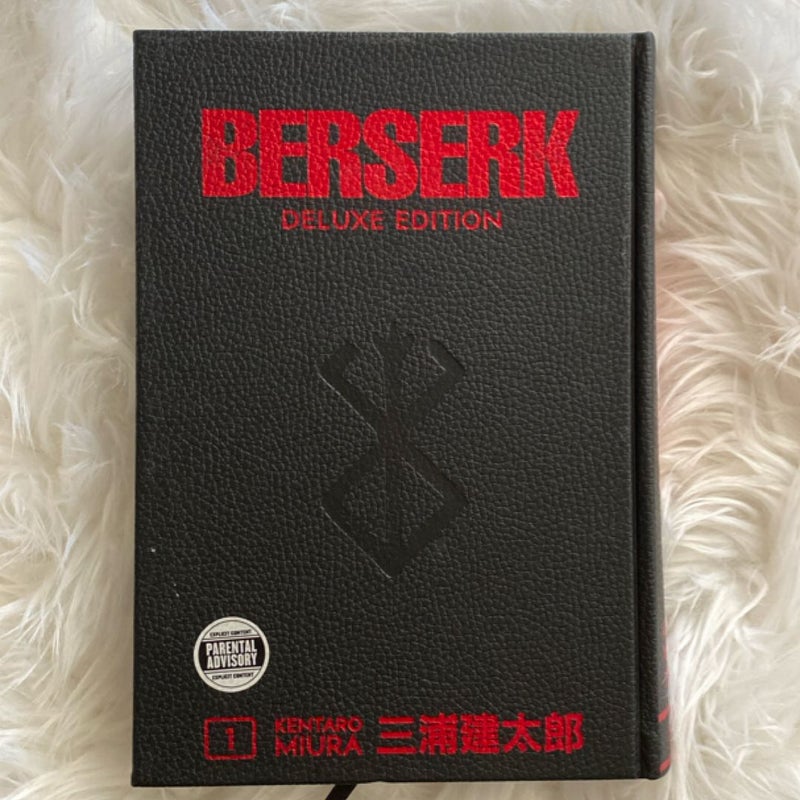 BERSERK
DELUXE EDITION
EXPLICIT CONTENT
PARENTAL
ADVISORY
EXPLICIT CONTENT
1
KENTARO
MIURA
三浦建太郎